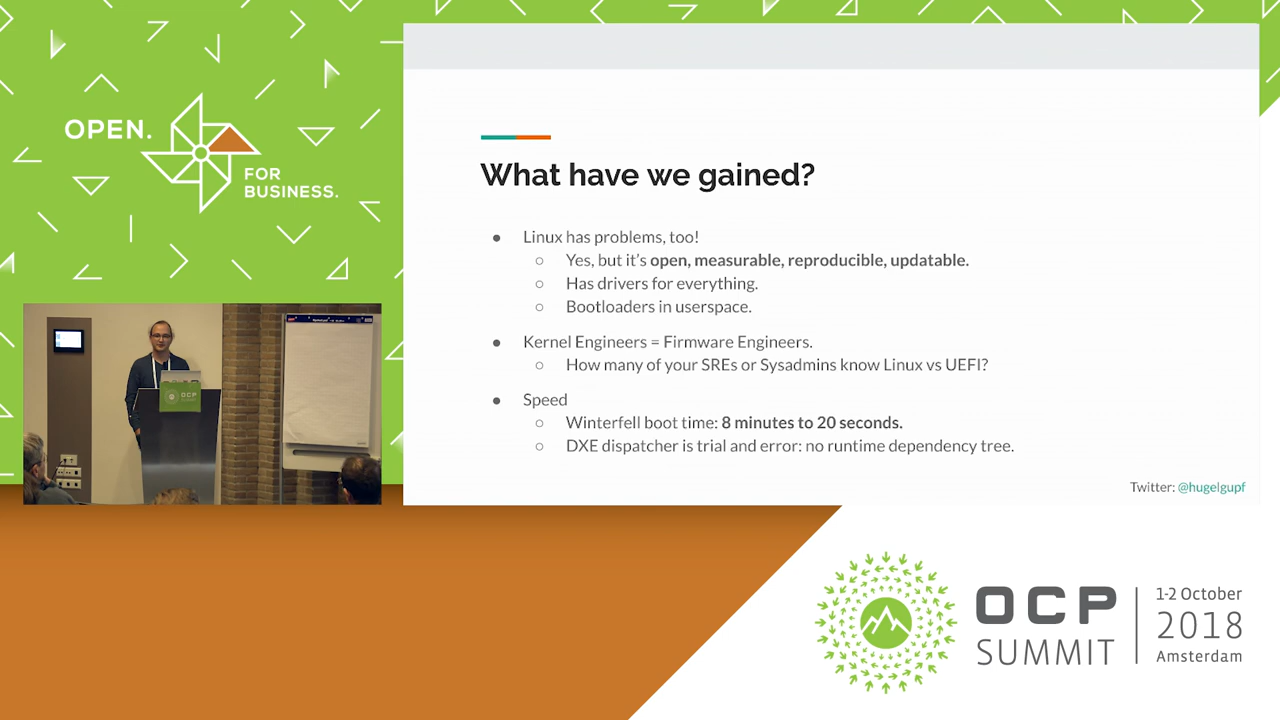 OPEN.
FOR
BUSINESS.
What have we gained?
● Linux has problems, too!
○ Yes, but it's open, measurable, reproducible, updatable.
○ Has drivers for everything.
○ Bootloaders in userspace.
● Kernel Engineers = Firmware Engineers.
○ How many of your SREs or Sysadmins know Linux vs UEFI?
● Speed
○ Winterfell boot time: 8 minutes to 20 seconds.
○ DXE dispatcher is trial and error: no runtime dependency tree.
Twitter: @hugelgupf
OCP
OCP
SUMMIT
1-2 October
2018
Amsterdam